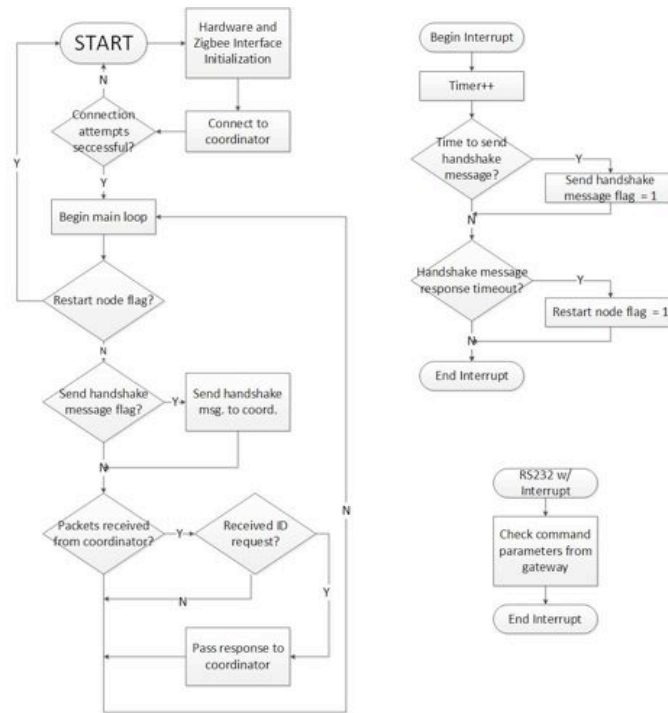 START
Hardware and
Zigbee Interface
Initialization
N
Connection
attempts
seccessful?
Connect to
coordinator
Y
Y
Begin main loop
Restart node flag?
N
Send handshake
message flag?
Y
Send handshake
msg. to coord.
N
Packets received
from coordinator?
Y
Received ID
request?
N
N
Y
Pass response to
coordinator
Begin Interrupt
Timer++
Time to send
handshake
message?
Y
Send handshake
message flag = 1
N
Handshake message
response timeout?
Y
Restart node flag = 1
N
End Interrupt
RS232 w/
Interrupt
Check command
parameters from
gateway
End Interrupt